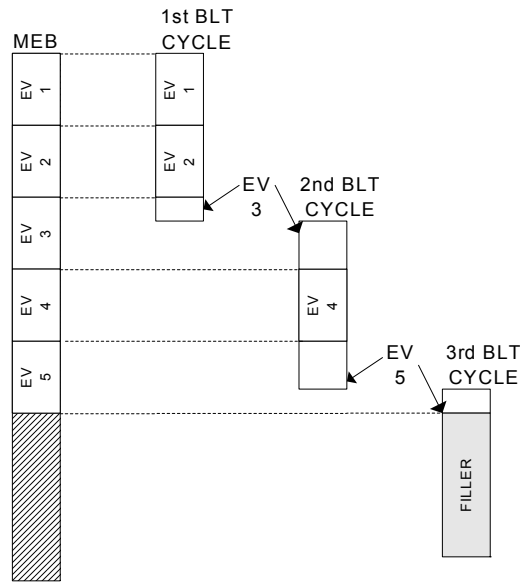 1st BLT
CYCLE
MEB
EV 1
EV 1
EV 2
EV 2
EV
3
2nd BLT
CYCLE
EV 3
EV 4
EV 4
EV 5
EV
5
3rd BLT
CYCLE
FILLER